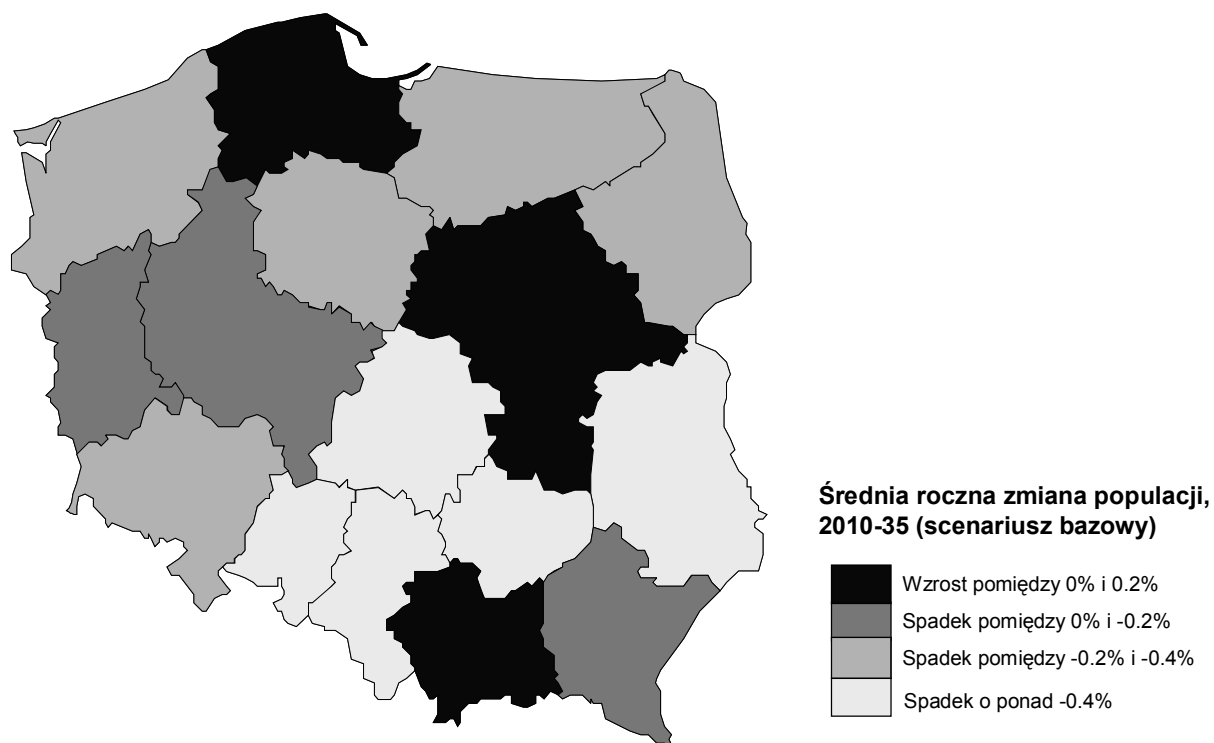 Średnia roczna zmiana populacji,
2010-35 (scenariusz bazowy)
Wzrost pomiędzy 0% i 0.2%
Spadek pomiędzy 0% i -0.2%
Spadek pomiędzy -0.2% i -0.4%
Spadek o ponad -0.4%